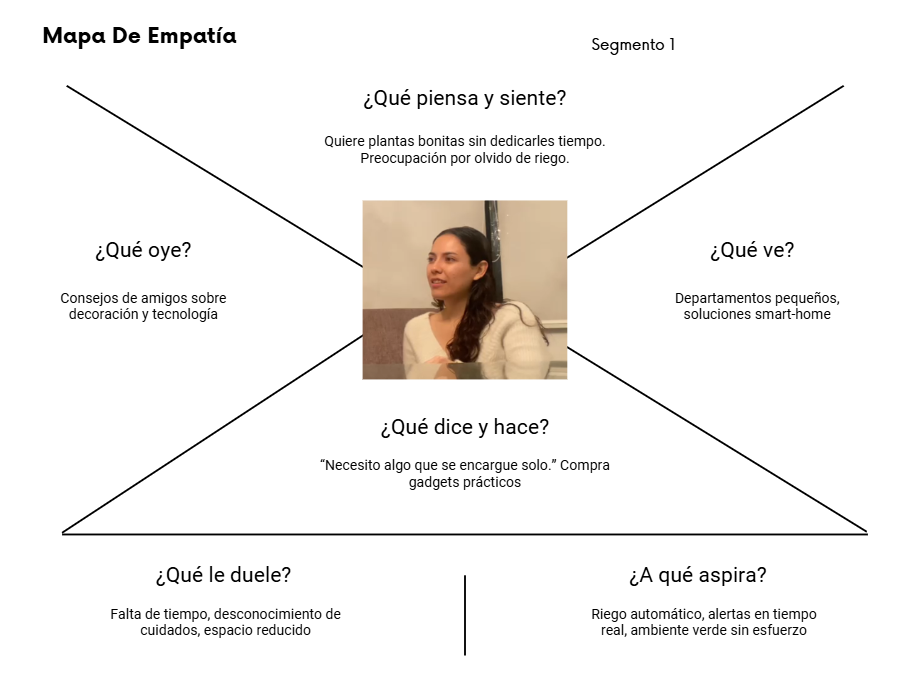 Mapa De Empatía
Segmento 1
¿Qué piensa y siente?
Quiere plantas bonitas sin dedicarles tiempo.
Preocupación por olvido de riego.
¿Qué oye?
Consejos de amigos sobre
decoración y tecnología
¿Qué ve?
Departamentos pequeños,
soluciones smart-home
¿Qué dice y hace?
“Necesito algo que se encargue solo.” Compra
gadgets prácticos
¿Qué le duele?
Falta de tiempo, desconocimiento de
cuidados, espacio reducido
¿A qué aspira?
Riego automático, alertas en tiempo
real, ambiente verde sin esfuerzo